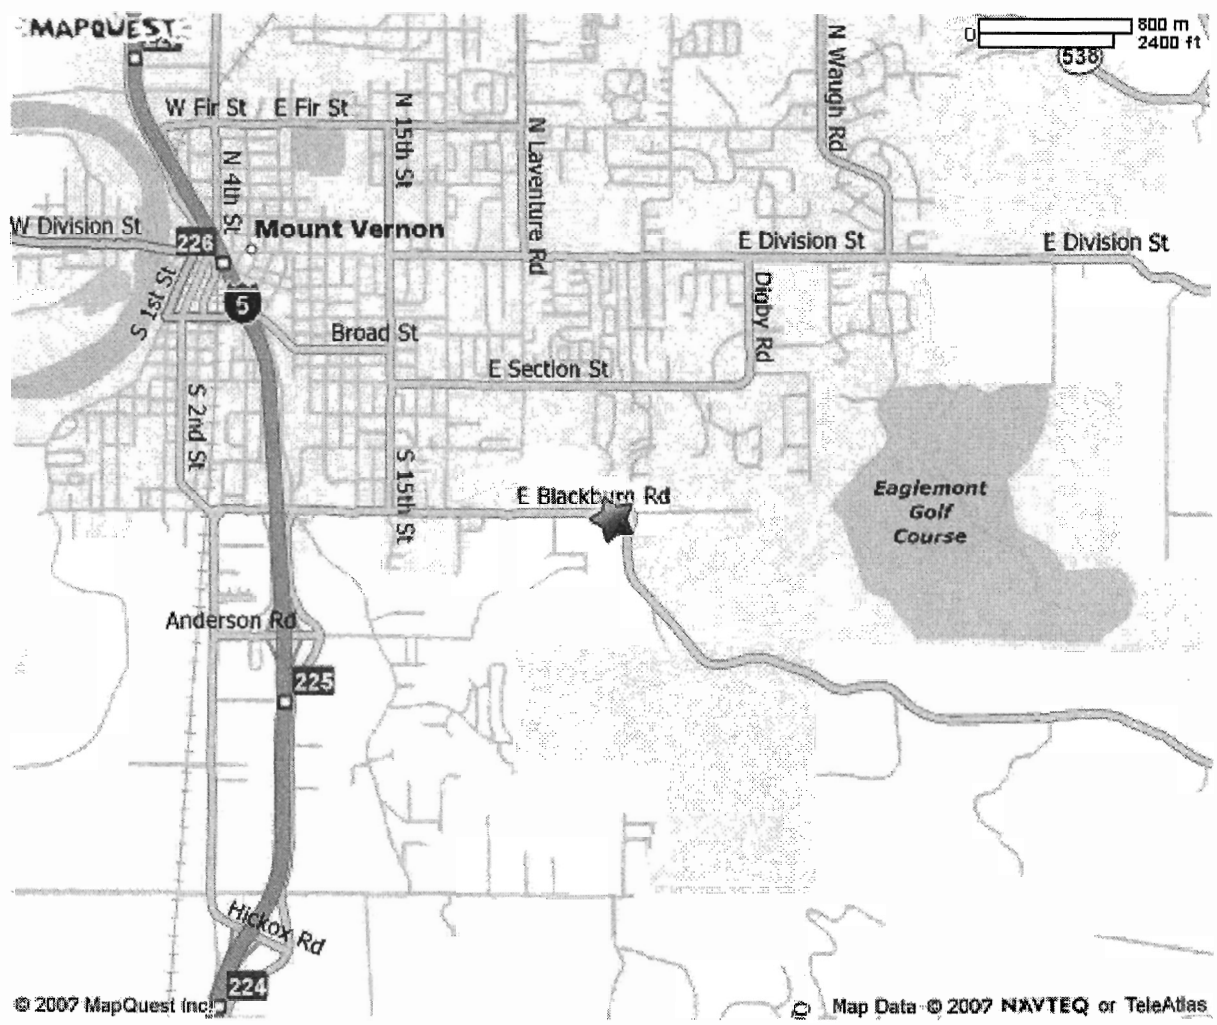 MAPQUEST
0
800 m
2400 ft
538
W Fir St
E Fir St
N 4th St
N 15th St
N Laventure Rd
N Waugh Rd
W Division St
226
Mount Vernon
E Division St
E Division St
S 1st St
5
Broad St
Digby Rd
E Section St
S 2nd St
S 15th St
E Blackburn Rd
Eaglemont
Golf
Course
Anderson Rd
225
Hickox Rd
224
© 2007 MapQuest Inc.
Map Data © 2007 NAVTEQ or TeleAtlas